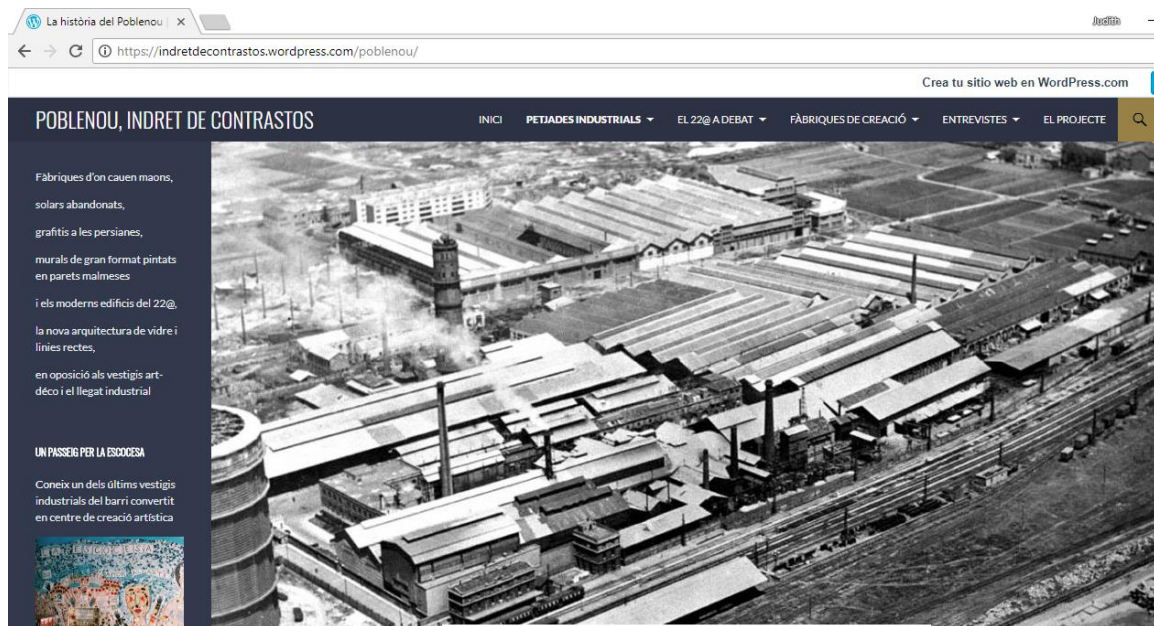 La història del Poblenou |
Judith
https://indretdecontrastos.wordpress.com/poblenou/
Crea tu sitio web en WordPress.com
POBLENOU, INDRET DE CONTRASTOS
INICI PETJADES INDUSTRIALS EL 22@ A DEBAT FÀBRIQUES DE CREACIÓ ENTREVISTES EL PROJECTE
Fàbriques d'on cauen maons,
solars abandonats,
grafitis a les persianes,
murals de gran format pintats
en parets malmeses
i els moderns edificis del 22@,
la nova arquitectura de vidre i
línies rectes,
en oposició als vestigis art-
déco i el llegat industrial
UN PASSEIG PER LA ESCOCESA
Coneix un dels últims vestigis
industrials del barri convertit
en centre de creació artística
LA ESCOCESA